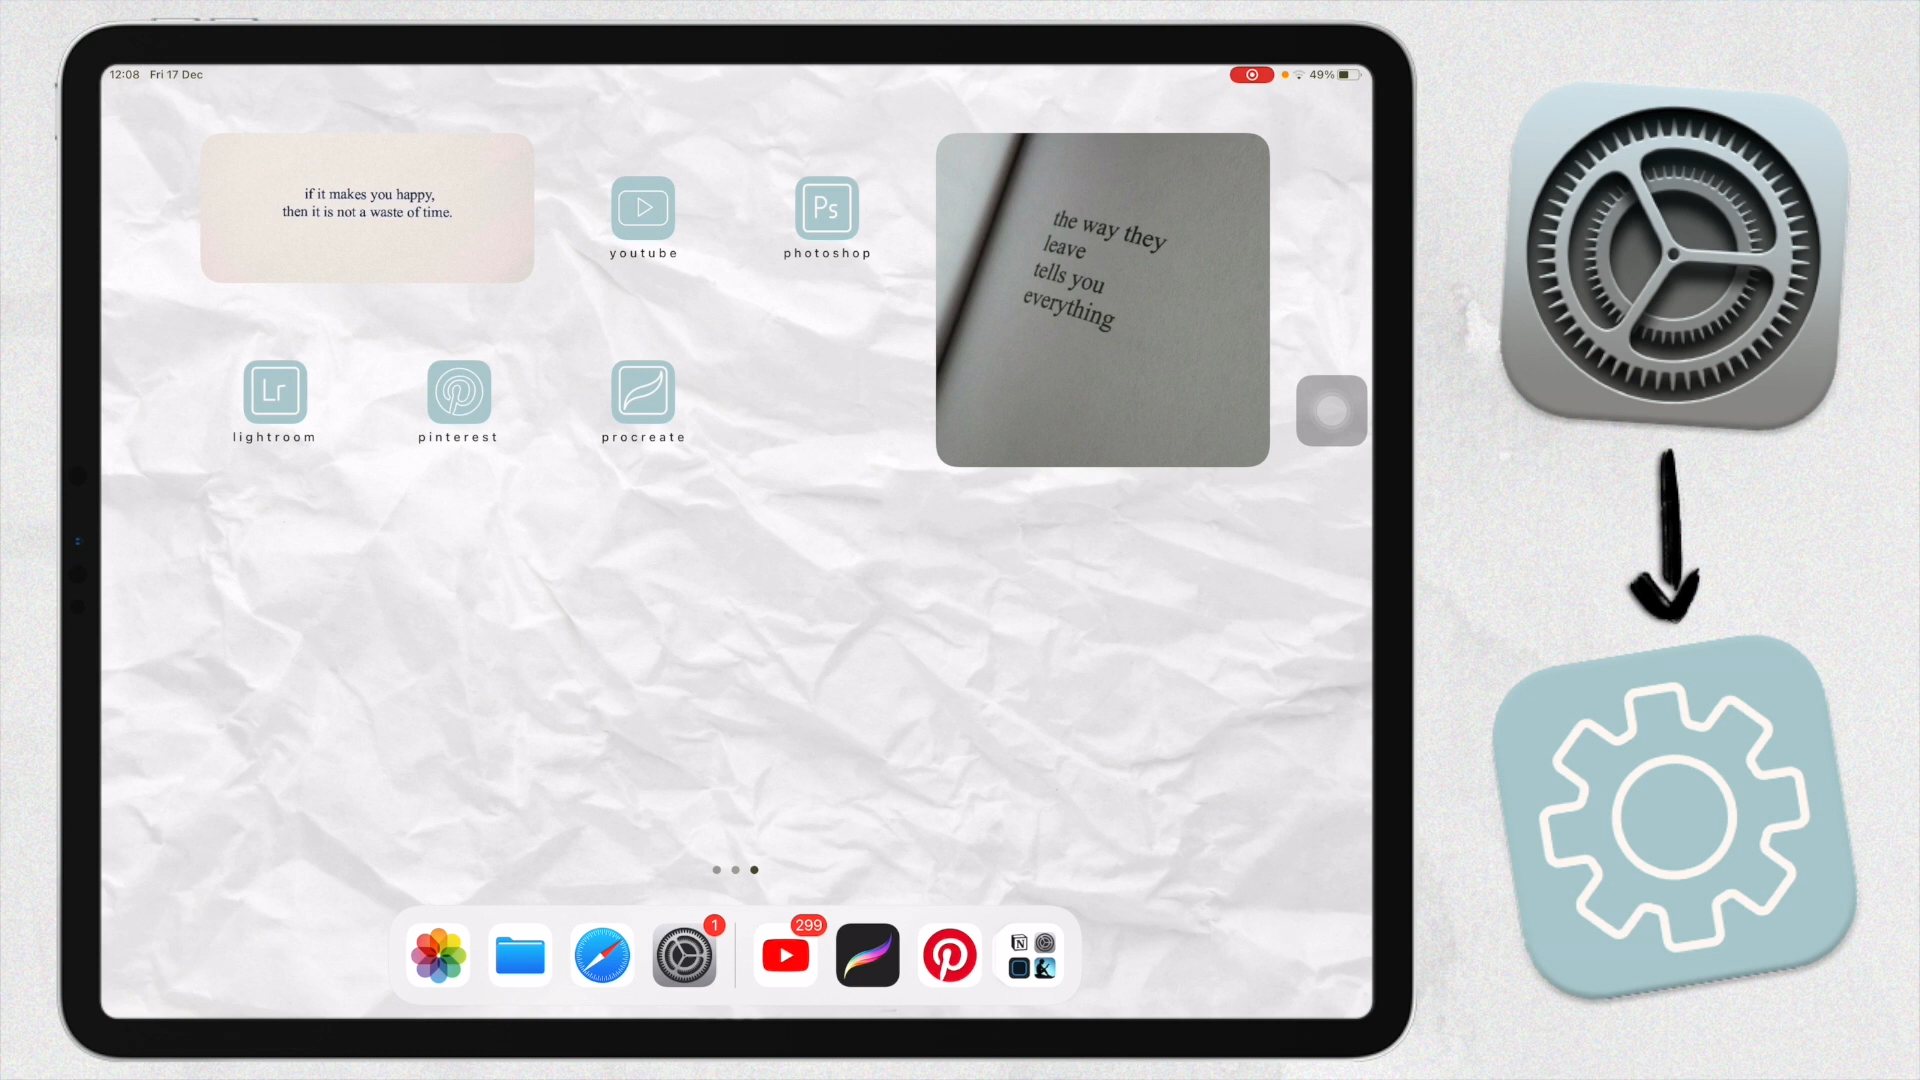 12:08 Fri 17 Dec
49%
if it makes you happy,
then it is not a waste of time.
youtube
Ps
photoshop
the way they
leave
tells you
everything
Lr
lightroom
pinterest
procreate
1
299
N